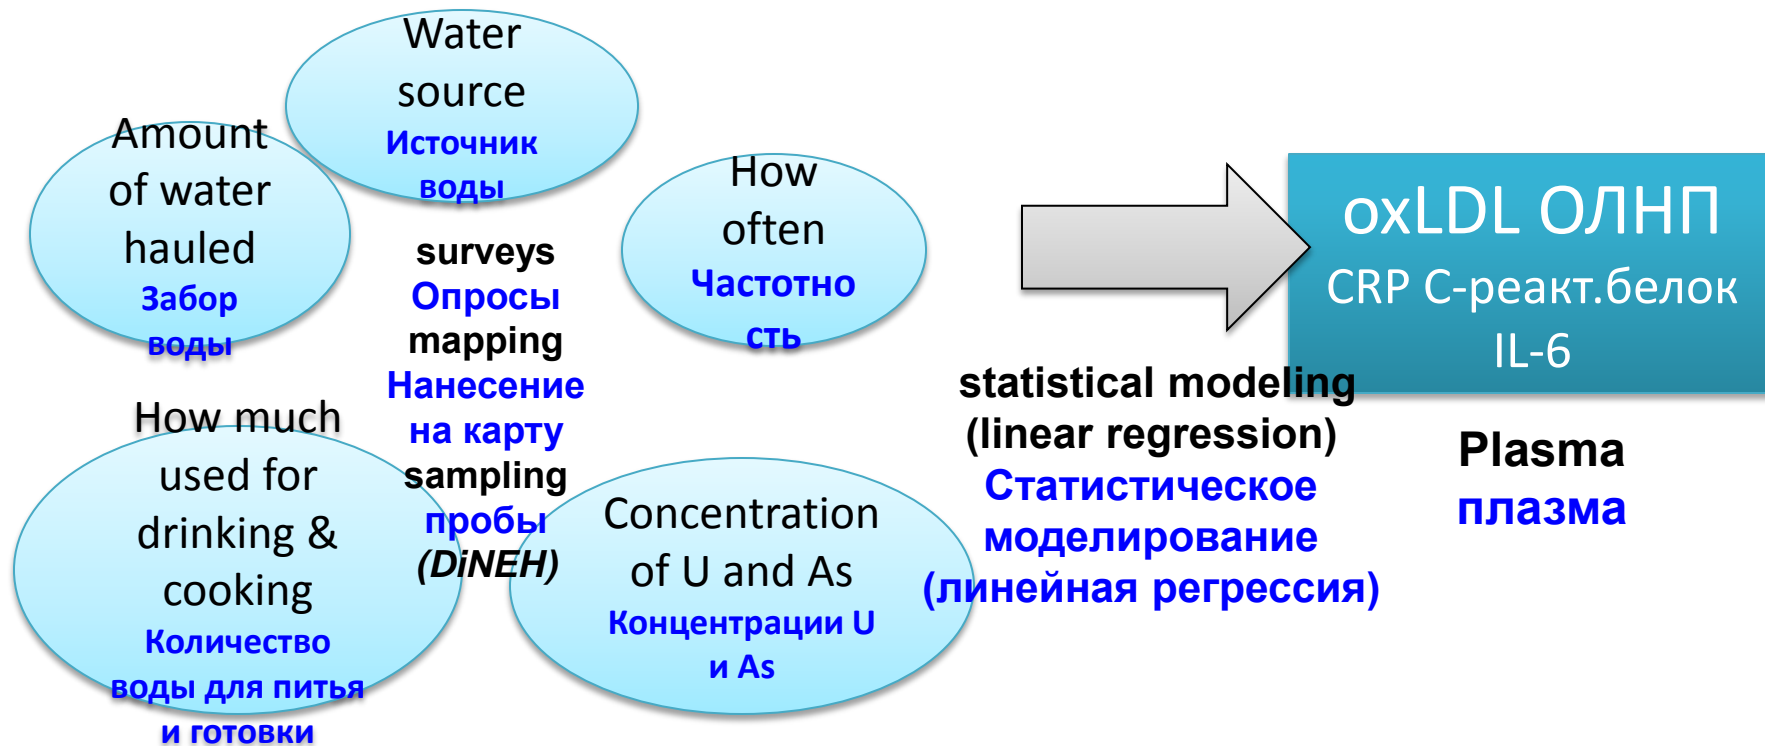 Water
source
Источник
воды
Amount
of water
hauled
Забор
воды
How
often
Частотно
сть
surveys
Опросы
mapping
Нанесение
на карту
sampling
пробы
(DiNEH)
How much
used for
drinking &
cooking
Количество
воды для питья
и готовки
Concentration
of U and As
Концентрации U
и As
statistical modeling
(linear regression)
Статистическое
моделирование
(линейная регрессия)
oxLDL ОЛНП
CRP С-реакт.белок
IL-6
Plasma
плазма